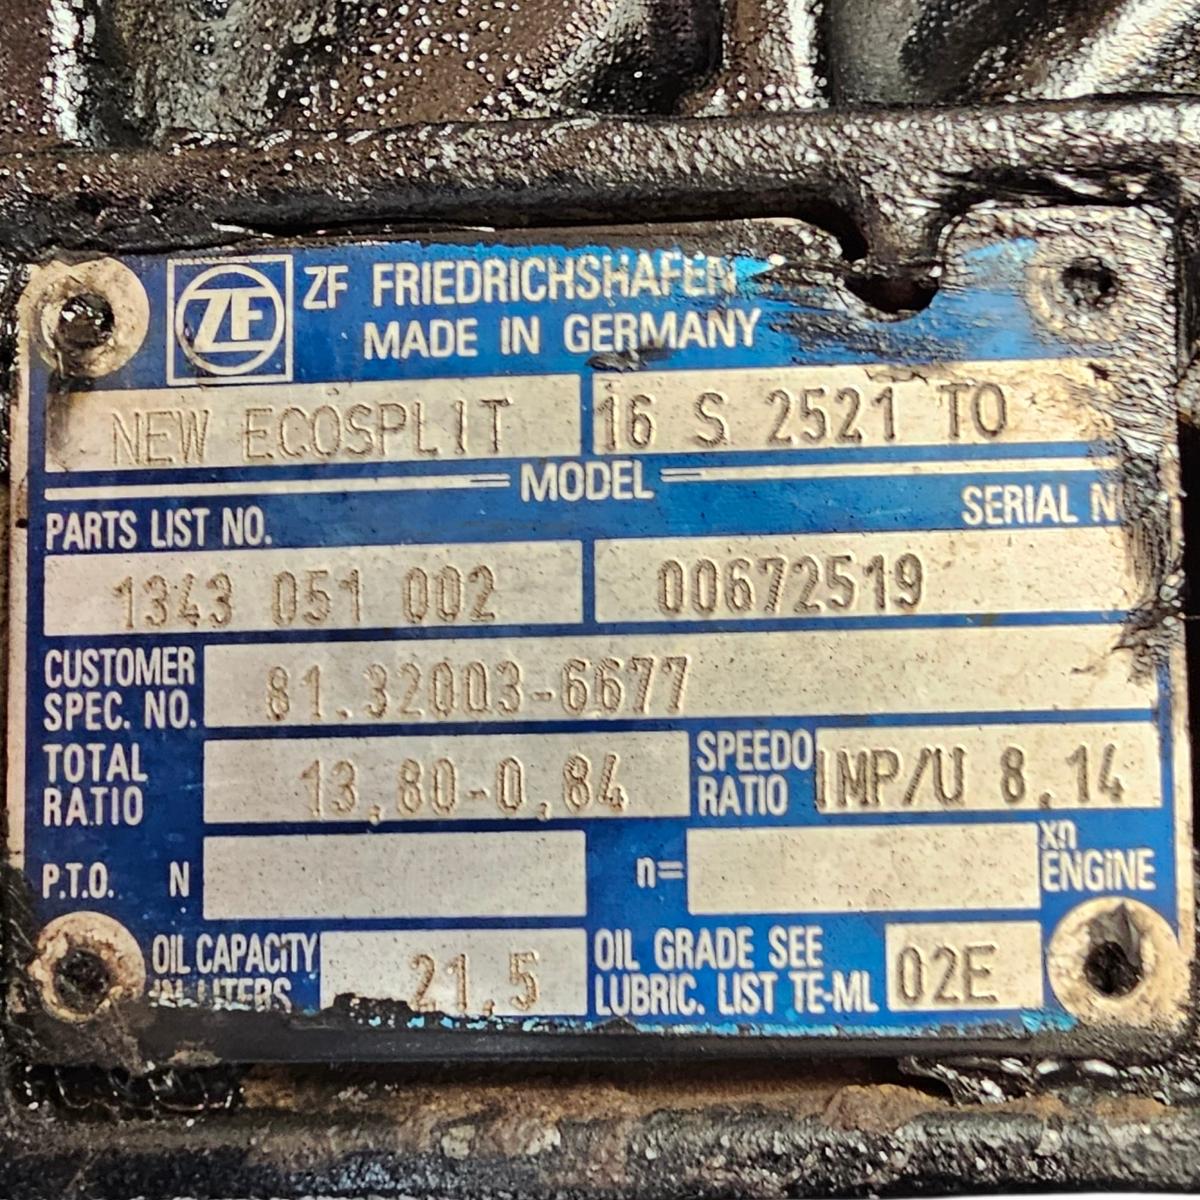 ZF ZF FRIEDRICHSHAFEN
MADE IN GERMANY
NEW ECOSPLIT 16 S 2521 TO
MODEL
PARTS LIST NO. SERIAL N
1343 051 002 00672519
CUSTOMER
SPEC. NO. 81.32003-6677
TOTAL
RATIO 13,80-0,84 SPEEDO
RATIO IMP/U 8,14
P.T.O. N n= xn
ENGINE
OIL CAPACITY
IN LITERS 21,5 OIL GRADE SEE
LUBRIC. LIST TE-ML 02E